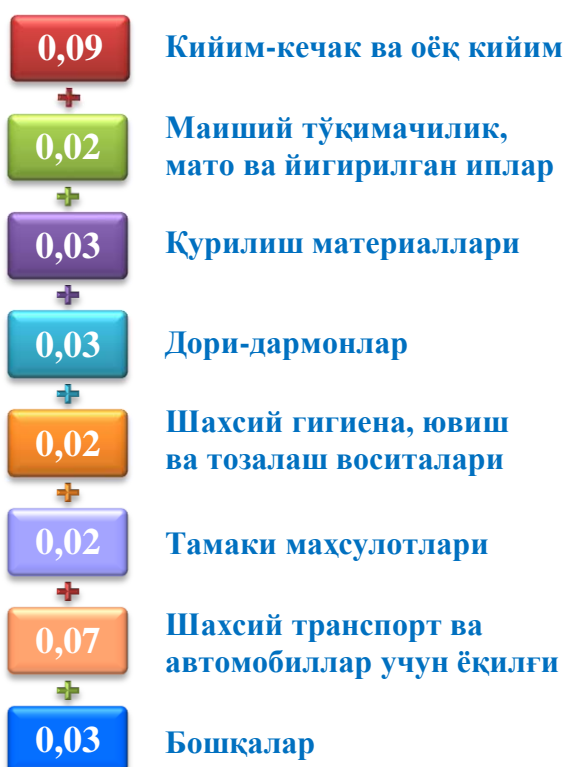 0,09 Кийим-кечак ва оёқ кийим
+
0,02 Маиший тўқимачилик,
мато ва йигирилган иплар
+
0,03 Қурилиш материаллари
+
0,03 Дори-дармонлар
+
0,02 Шахсий гигиена, ювиш
ва тозалаш воситалари
+
0,02 Тамаки маҳсулотлари
+
0,07 Шахсий транспорт ва
автомобиллар учун ёқилғи
+
0,03 Бошқалар